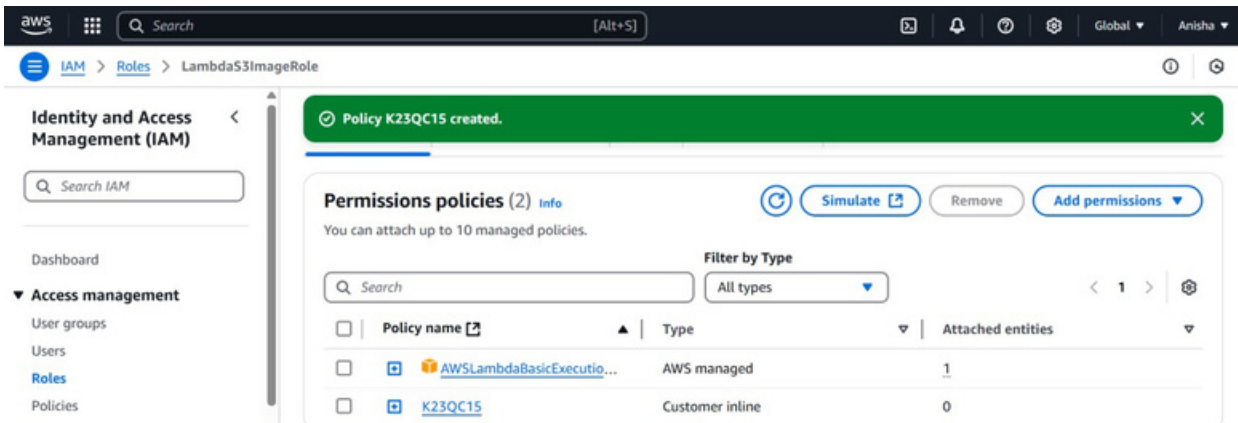 aws Search [Alt+S] Global Anisha
IAM > Roles > LambdaS3ImageRole
Identity and Access
Management (IAM)
Search IAM
Dashboard
Access management
User groups
Users
Roles
Policies
Policy K23QC15 created.
Permissions policies (2) Info
Simulate Remove Add permissions
You can attach up to 10 managed policies.
Filter by Type
Search All types 1
Policy name Type Attached entities
AWSLambdaBasicExecutio... AWS managed 1
K23QC15 Customer inline 0